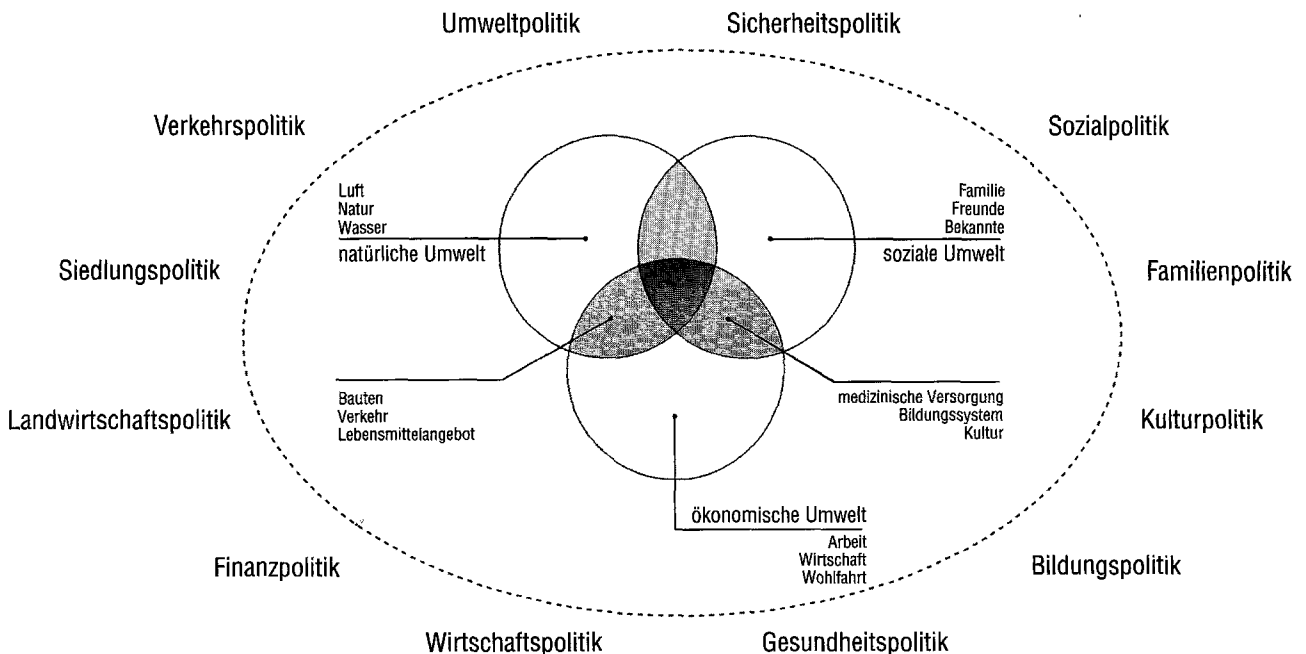 Umweltpolitik
Sicherheitspolitik
Verkehrspolitik
Sozialpolitik
Luft
Natur
Wasser
natürliche Umwelt
Familie
Freunde
Bekannte
soziale Umwelt
Siedlungspolitik
Familienpolitik
Landwirtschaftspolitik
Bauten
Verkehr
Lebensmittelangebot
medizinische Versorgung
Bildungssystem
Kultur
Kulturpolitik
ökonomische Umwelt
Arbeit
Wirtschaft
Wohlfahrt
Finanzpolitik
Bildungspolitik
Wirtschaftspolitik
Gesundheitspolitik